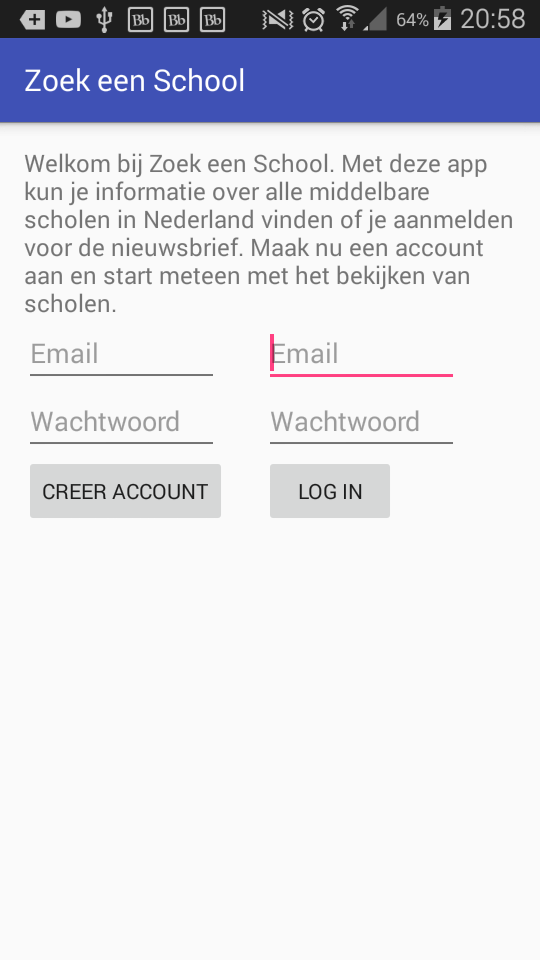 Bb Bb Bb 64% 20:58
Zoek een School
Welkom bij Zoek een School. Met deze app
kun je informatie over alle middelbare
scholen in Nederland vinden of je aanmelden
voor de nieuwsbrief. Maak nu een account
aan en start meteen met het bekijken van
scholen.
Email Email
Wachtwoord Wachtwoord
CREER ACCOUNT LOG IN